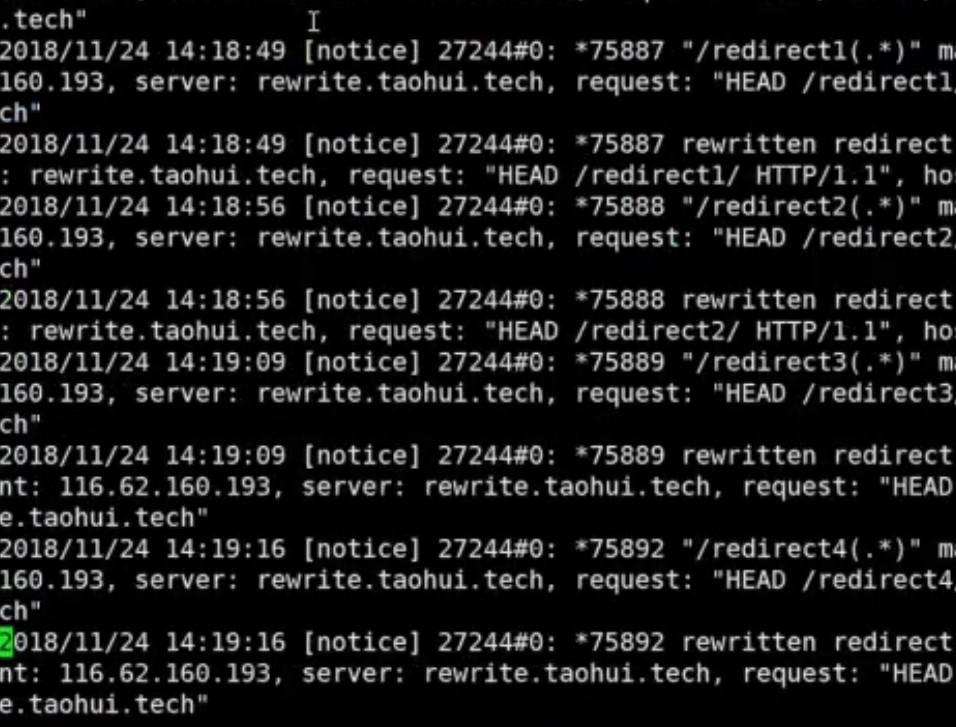 .tech"
2018/11/24 14:18:49 [notice] 27244#0: *75887 "/redirect1(.*)" ma
160.193, server: rewrite.taohui.tech, request: "HEAD /redirect1/
ch"
2018/11/24 14:18:49 [notice] 27244#0: *75887 rewritten redirect
: rewrite.taohui.tech, request: "HEAD /redirect1/ HTTP/1.1", hos
2018/11/24 14:18:56 [notice] 27244#0: *75888 "/redirect2(.*)" ma
160.193, server: rewrite.taohui.tech, request: "HEAD /redirect2/
ch"
2018/11/24 14:18:56 [notice] 27244#0: *75888 rewritten redirect
: rewrite.taohui.tech, request: "HEAD /redirect2/ HTTP/1.1", hos
2018/11/24 14:19:09 [notice] 27244#0: *75889 "/redirect3(.*)" ma
160.193, server: rewrite.taohui.tech, request: "HEAD /redirect3/
ch"
2018/11/24 14:19:09 [notice] 27244#0: *75889 rewritten redirect
nt: 116.62.160.193, server: rewrite.taohui.tech, request: "HEAD
e.taohui.tech"
2018/11/24 14:19:16 [notice] 27244#0: *75892 "/redirect4(.*)" ma
160.193, server: rewrite.taohui.tech, request: "HEAD /redirect4/
ch"
2018/11/24 14:19:16 [notice] 27244#0: *75892 rewritten redirect
nt: 116.62.160.193, server: rewrite.taohui.tech, request: "HEAD
e.taohui.tech"